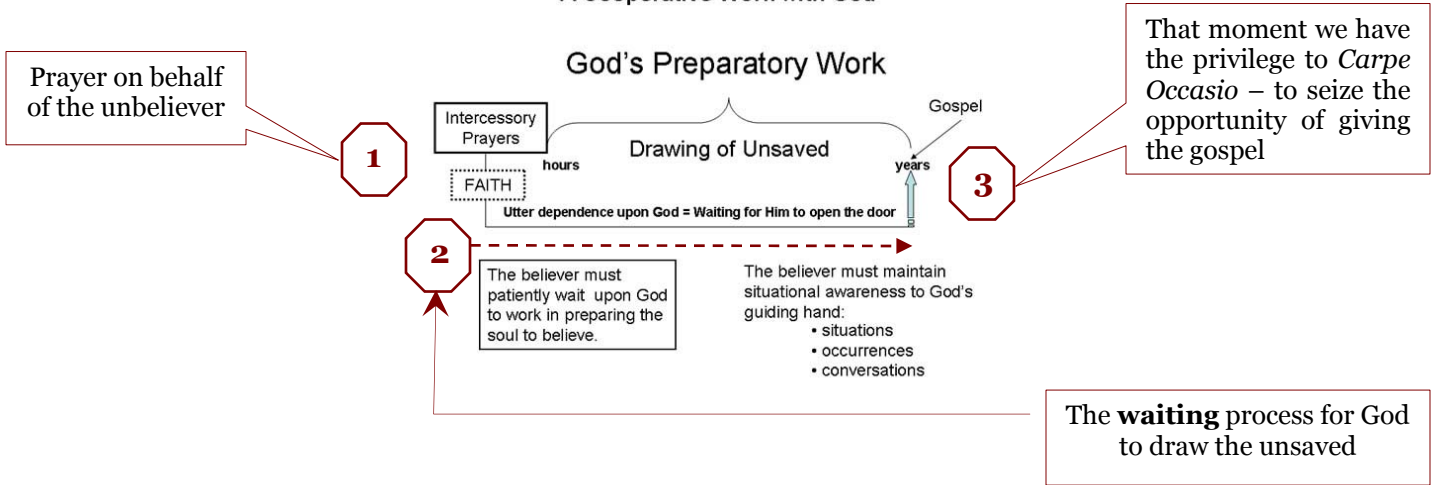 God's Preparatory Work
Prayer on behalf
of the unbeliever
That moment we have
the privilege to Carpe
Occasio – to seize the
opportunity of giving
the gospel
Intercessory
Prayers
Gospel
1
hours
Drawing of Unsaved
years
3
FAITH
Utter dependence upon God = Waiting for Him to open the door
2
The believer must
patiently wait upon God
to work in preparing the
soul to believe.
The believer must maintain
situational awareness to God's
guiding hand:
• situations
• occurrences
• conversations
The waiting process for God
to draw the unsaved